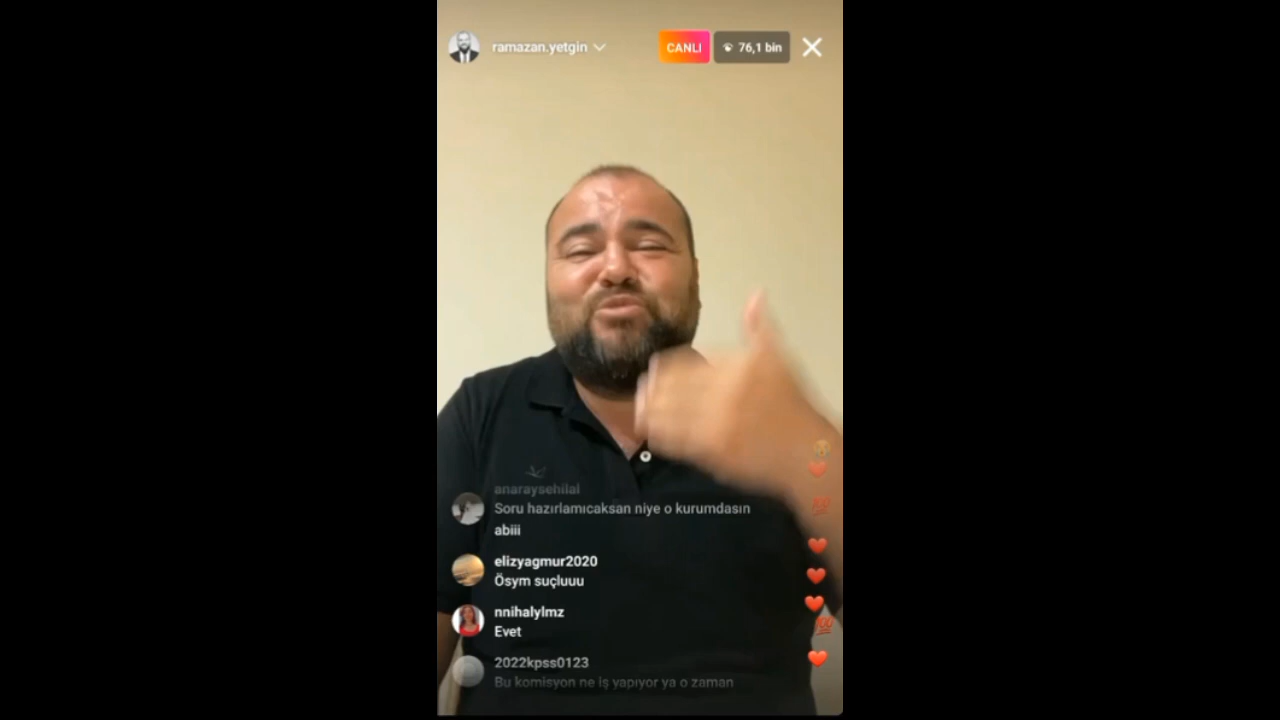 ramazan.yetgin
CANLI
76,1 bin
anaraysehilal
Soru hazırlamıcaksan niye o kurumdasın
abiii
elizyagmur2020
Ösym suçluuu
nnihalylmz
Evet
2022kpss0123
Bu komisyon ne iş yapıyor ya o zaman